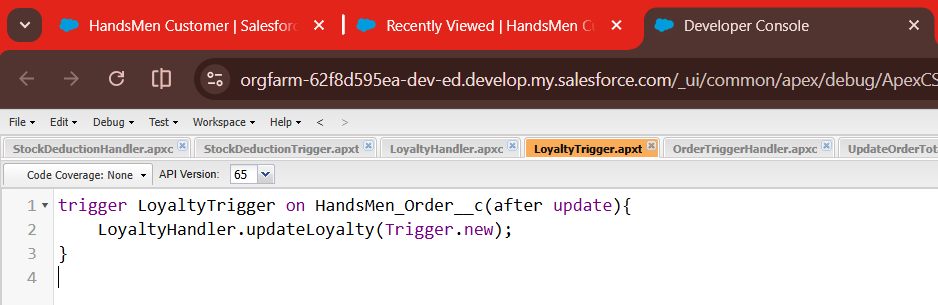 HandsMen Customer | Salesforc
Recently Viewed | HandsMen Cu
Developer Console
orgfarm-62f8d595ea-dev-ed.develop.my.salesforce.com/_ui/common/apex/debug/ApexCS
File Edit Debug Test Workspace Help < >
StockDeductionHandler.apxc StockDeductionTrigger.apxt LoyaltyHandler.apxc LoyaltyTrigger.apxt OrderTriggerHandler.apxc UpdateOrderTot
Code Coverage: None API Version: 65
1 trigger LoyaltyTrigger on HandsMen_Order__c(after update){
2 LoyaltyHandler.updateLoyalty(Trigger.new);
3 }
4